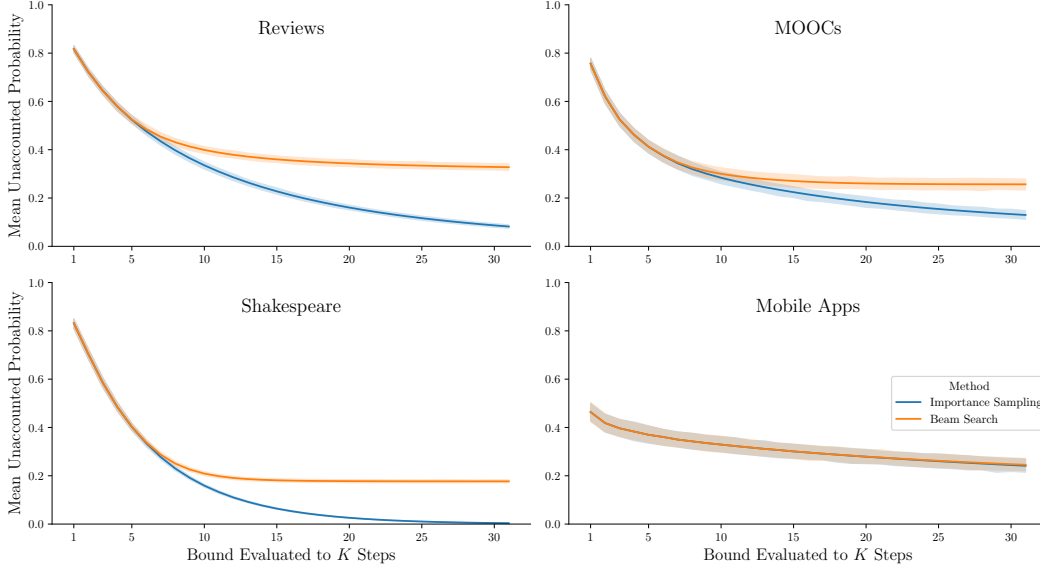 Reviews
Mean Unaccounted Probability
1.0
0.8
0.6
0.4
0.2
0.0
1 5 10 15 20 25 30
MOOCs
1.0
0.8
0.6
0.4
0.2
0.0
1 5 10 15 20 25 30
Shakespeare
Mean Unaccounted Probability
1.0
0.8
0.6
0.4
0.2
0.0
1 5 10 15 20 25 30
Bound Evaluated to K Steps
Mobile Apps
1.0
0.8
0.6
0.4
0.2
0.0
Method
Importance Sampling
Beam Search
1 5 10 15 20 25 30
Bound Evaluated to K Steps